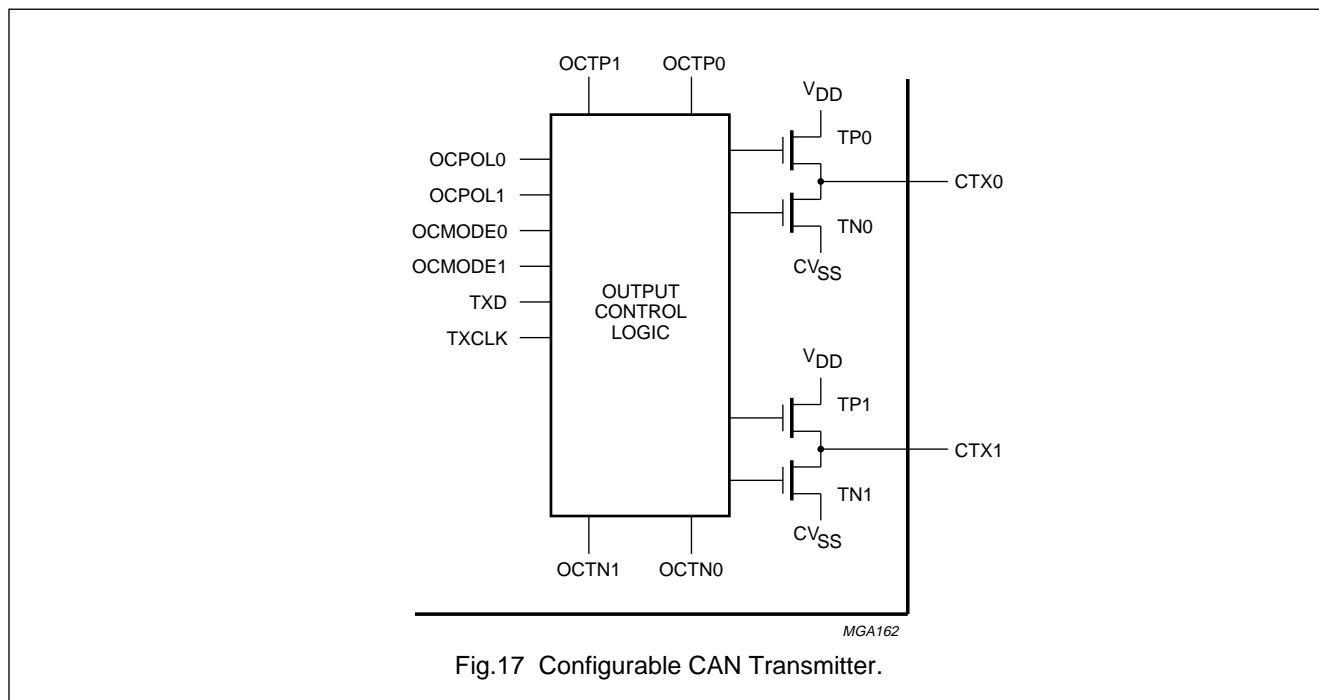 OCTP1 OCTP0
VDD
TP0
OCPOL0
CTX0
OCPOL1
TN0
OCMODE0
OCMODE1
CVSS
OUTPUT
CONTROL
LOGIC
TXD
TXCLK
VDD
TP1
CTX1
TN1
CVSS
OCTN1 OCTN0
MGA162
Fig.17 Configurable CAN Transmitter.